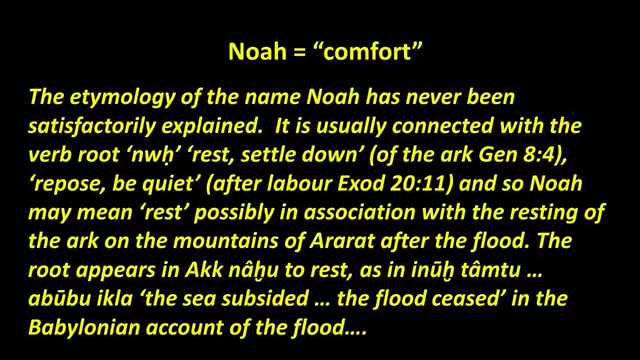 Noah = “comfort”
The etymology of the name Noah has never been
satisfactorily explained.  It is usually connected with the
verb root ‘nwḥ’ ‘rest, settle down’ (of the ark Gen 8:4),
‘repose, be quiet’ (after labour Exod 20:11) and so Noah
may mean ‘rest’ possibly in association with the resting of
the ark on the mountains of Ararat after the flood. The
root appears in Akk nâḫu to rest, as in inūḫ tâmtu …
abūbu ikla ‘the sea subsided … the flood ceased’ in the
Babylonian account of the flood….